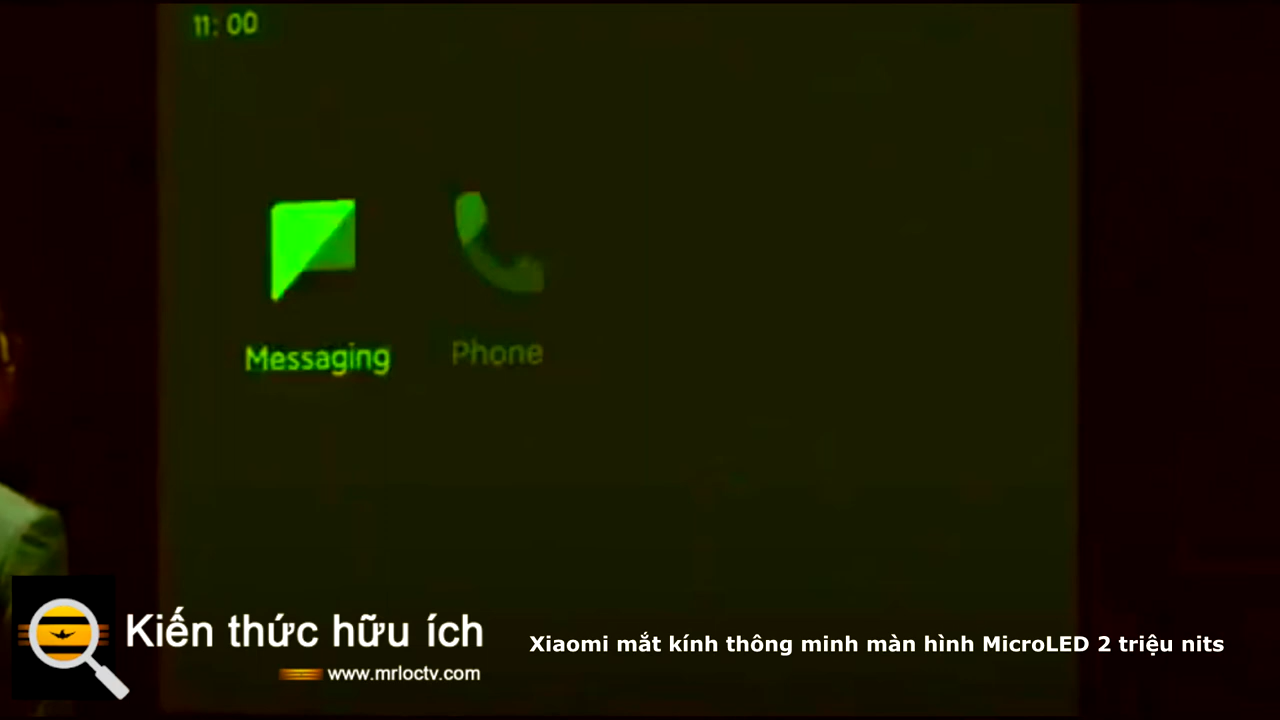 11: 00
Messaging
Phone
Kiến thức hữu ích
www.mrloctv.com
Xiaomi mắt kính thông minh màn hình MicroLED 2 triệu nits